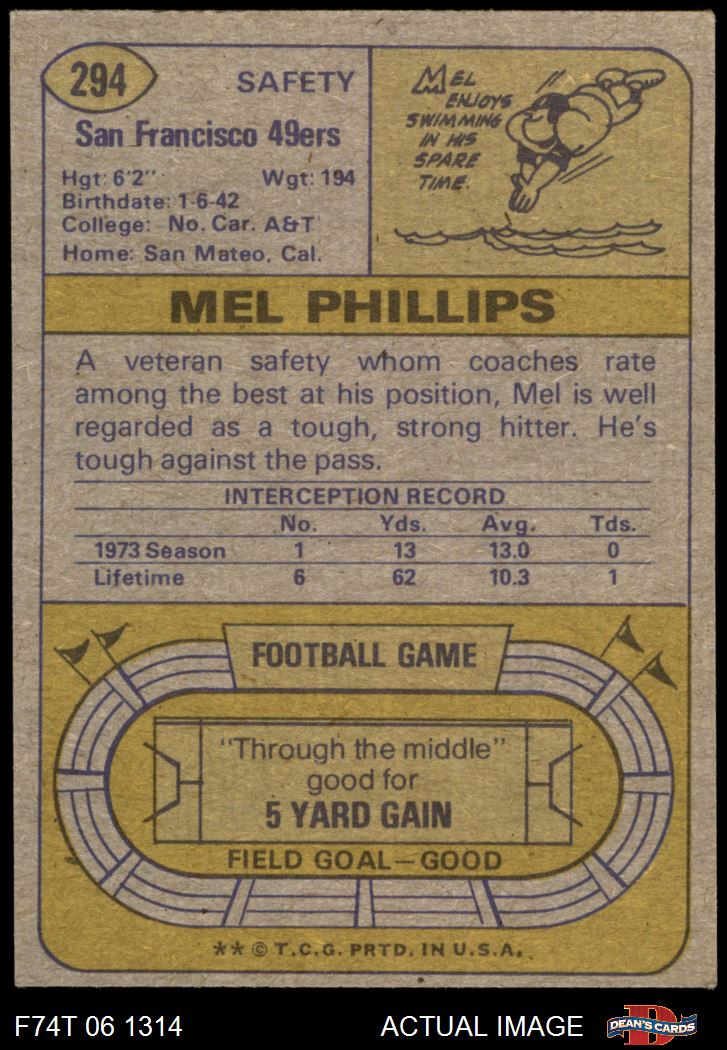 294
SAFETY
San Francisco 49ers
Hgt: 6'2" Wgt: 194
Birthdate: 1-6-42
College: No. Car. A&T
Home: San Mateo, Cal.
MEL
ENJOYS
SWIMMING
IN HIS
SPARE
TIME.
MEL PHILLIPS
A veteran safety whom coaches rate
among the best at his position, Mel is well
regarded as a tough, strong hitter. He's
tough against the pass.
INTERCEPTION RECORD
No. Yds. Avg. Tds.
1973 Season 1 13 13.0 0
Lifetime 6 62 10.3 1
FOOTBALL GAME
"Through the middle"
good for
5 YARD GAIN
FIELD GOAL—GOOD
** © T.C.G. PRTD. IN U.S.A.
F74T 06 1314 ACTUAL IMAGE
DEAN'S CARDS